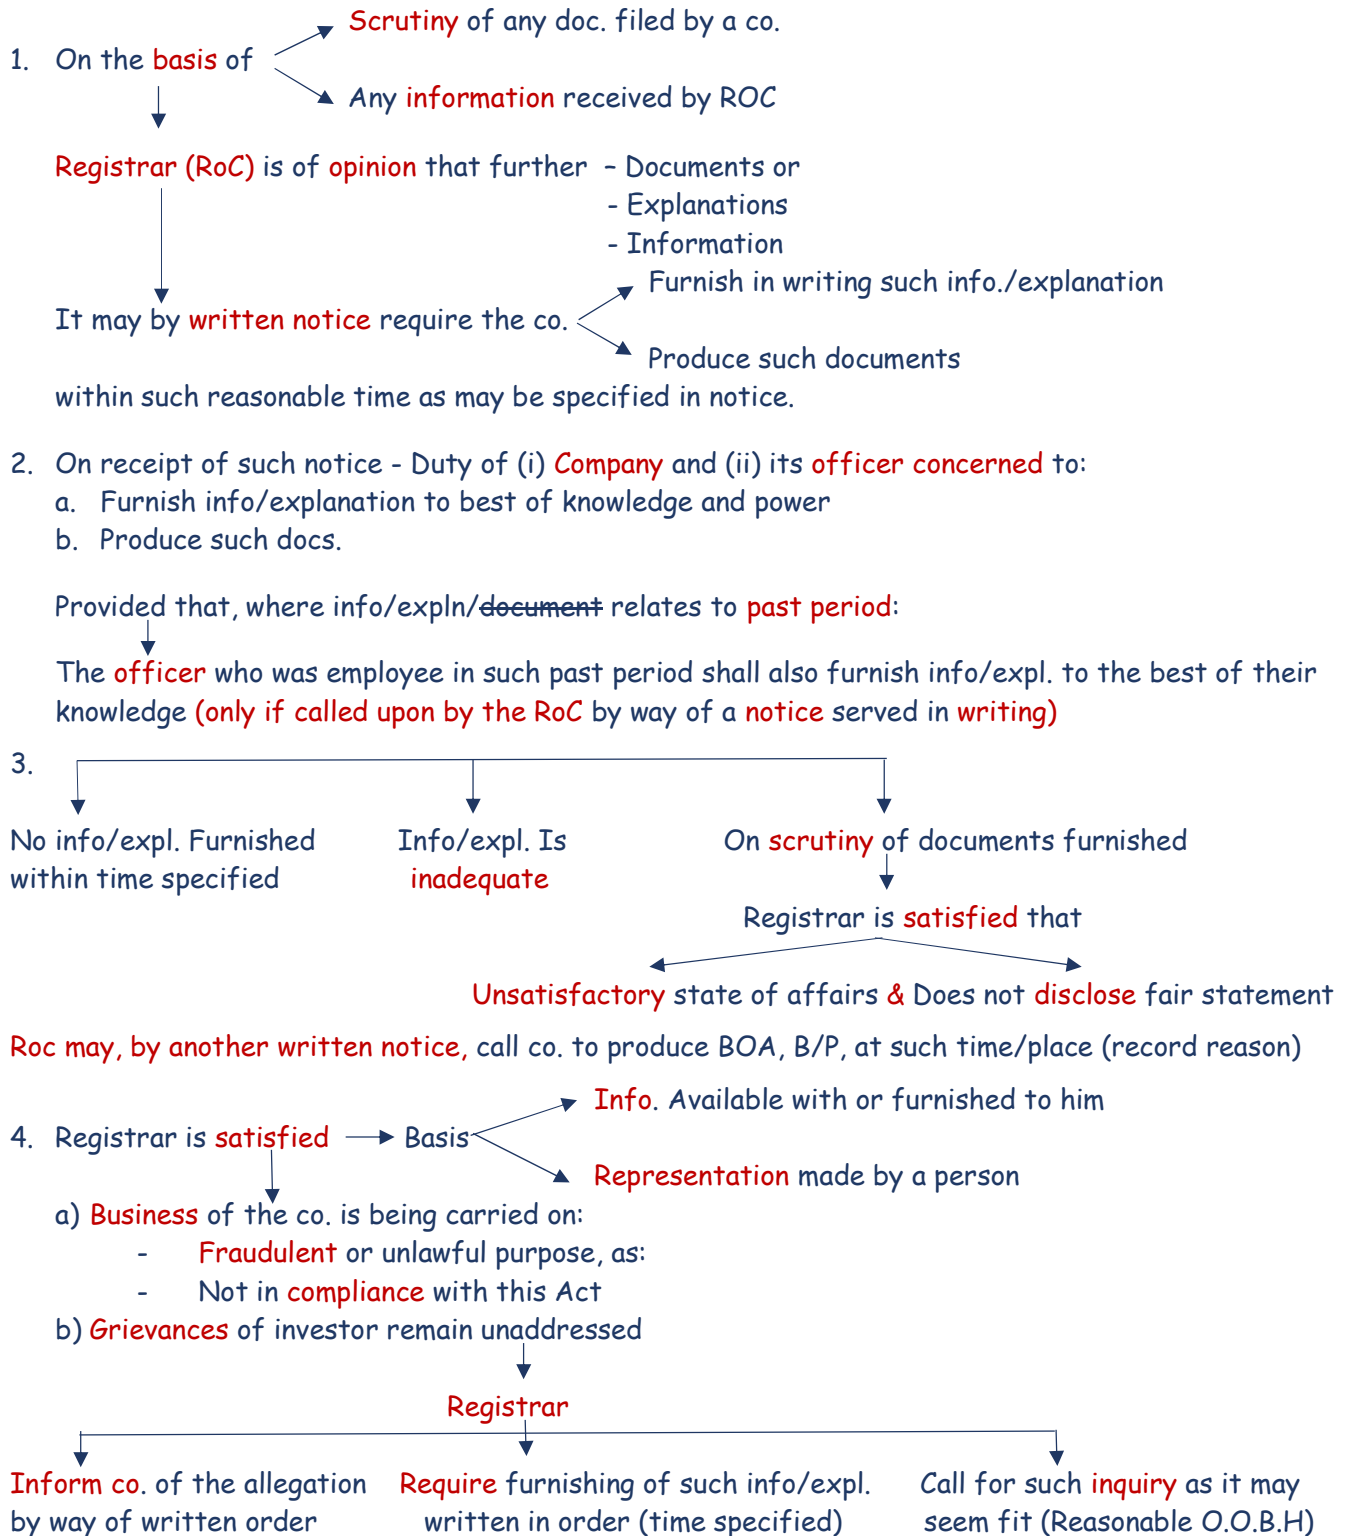 Scrutiny of any doc. filed by a co.
1. On the basis of
Any information received by ROC
Registrar (RoC) is of opinion that further – Documents or
- Explanations
- Information
Furnish in writing such info./explanation
It may by written notice require the co.
Produce such documents
within such reasonable time as may be specified in notice.
2. On receipt of such notice - Duty of (i) Company and (ii) its officer concerned to:
a. Furnish info/explanation to best of knowledge and power
b. Produce such docs.
Provided that, where info/expln/document relates to past period:
The officer who was employee in such past period shall also furnish info/expl. to the best of their
knowledge (only if called upon by the RoC by way of a notice served in writing)
3.
No info/expl. Furnished
within time specified
Info/expl. Is
inadequate
On scrutiny of documents furnished
Registrar is satisfied that
Unsatisfactory state of affairs & Does not disclose fair statement
Roc may, by another written notice, call co. to produce BOA, B/P, at such time/place (record reason)
Info. Available with or furnished to him
4. Registrar is satisfied Basis
Representation made by a person
a) Business of the co. is being carried on:
- Fraudulent or unlawful purpose, as:
- Not in compliance with this Act
b) Grievances of investor remain unaddressed
Registrar
Inform co. of the allegation
by way of written order
Require furnishing of such info/expl.
written in order (time specified)
Call for such inquiry as it may
seem fit (Reasonable O.O.B.H)